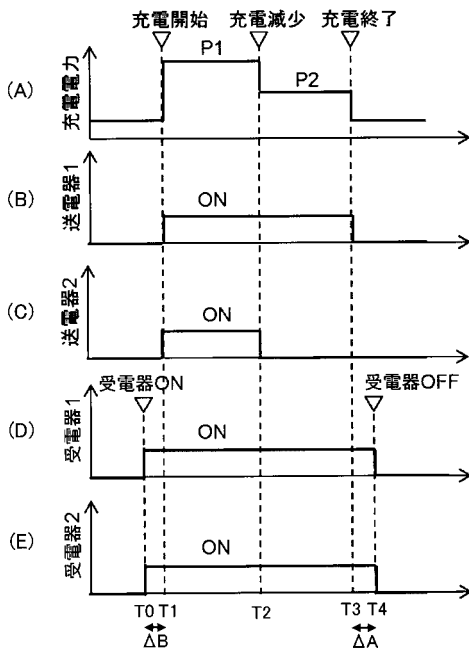 充電開始 充電減少 充電終了
(A)
充電電力
P1
P2
(B)
送電器1
ON
(C)
送電器2
ON
受電器ON 受電器OFF
(D)
受電器1
ON
(E)
受電器2
ON
T0 T1 T2 T3 T4
ΔB ΔA